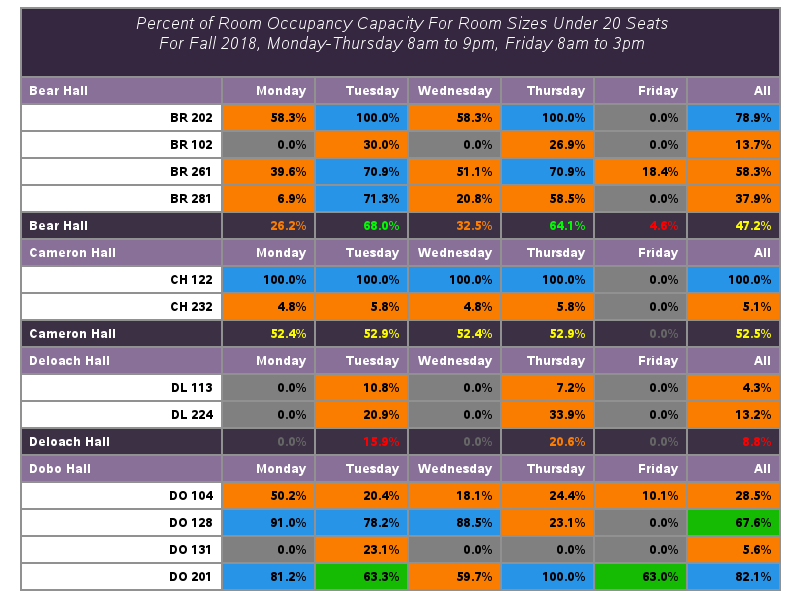 Percent of Room Occupancy Capacity For Room Sizes Under 20 Seats
For Fall 2018, Monday-Thursday 8am to 9pm, Friday 8am to 3pm
Bear Hall Monday Tuesday Wednesday Thursday Friday All
BR 202 58.3% 100.0% 58.3% 100.0% 0.0% 78.9%
BR 102 0.0% 30.0% 0.0% 26.9% 0.0% 13.7%
BR 261 39.6% 70.9% 51.1% 70.9% 18.4% 58.3%
BR 281 6.9% 71.3% 20.8% 58.5% 0.0% 37.9%
Bear Hall 26.2% 68.0% 32.5% 64.1% 4.6% 47.2%
Cameron Hall Monday Tuesday Wednesday Thursday Friday All
CH 122 100.0% 100.0% 100.0% 100.0% 0.0% 100.0%
CH 232 4.8% 5.8% 4.8% 5.8% 0.0% 5.1%
Cameron Hall 52.4% 52.9% 52.4% 52.9% 0.0% 52.5%
Deloach Hall Monday Tuesday Wednesday Thursday Friday All
DL 113 0.0% 10.8% 0.0% 7.2% 0.0% 4.3%
DL 224 0.0% 20.9% 0.0% 33.9% 0.0% 13.2%
Deloach Hall 0.0% 15.9% 0.0% 20.6% 0.0% 8.8%
Dobo Hall Monday Tuesday Wednesday Thursday Friday All
DO 104 50.2% 20.4% 18.1% 24.4% 10.1% 28.5%
DO 128 91.0% 78.2% 88.5% 23.1% 0.0% 67.6%
DO 131 0.0% 23.1% 0.0% 0.0% 0.0% 5.6%
DO 201 81.2% 63.3% 59.7% 100.0% 63.0% 82.1%